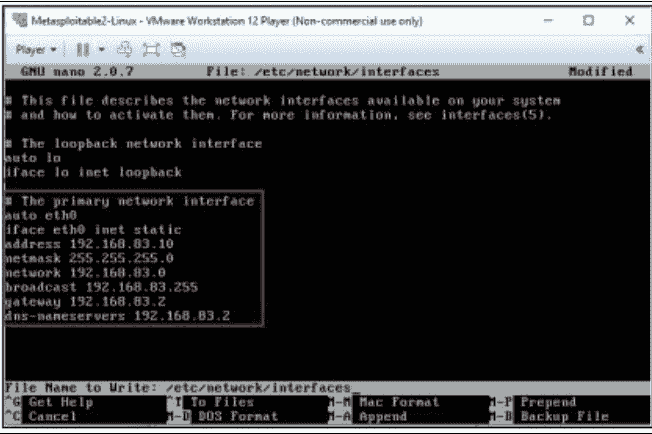 Metasploitable2-Linux - VMware Workstation 12 Player (Non-commercial use only)
Player
GNU nano 2.0.7 File: /etc/network/interfaces Modified
# This file describes the network interfaces available on your system
# and how to activate them. For more information, see interfaces(5).
# The loopback network interface
auto lo
iface lo inet loopback
# The primary network interface
auto eth0
iface eth0 inet static
address 192.168.83.10
netmask 255.255.255.0
network 192.168.83.0
broadcast 192.168.83.255
gateway 192.168.83.2
dns-nameservers 192.168.83.2
File Name to Write: /etc/network/interfaces_
^G Get Help ^T To Files M-M Mac Format M-P Prepend
^C Cancel M-D DOS Format M-A Append M-B Backup File